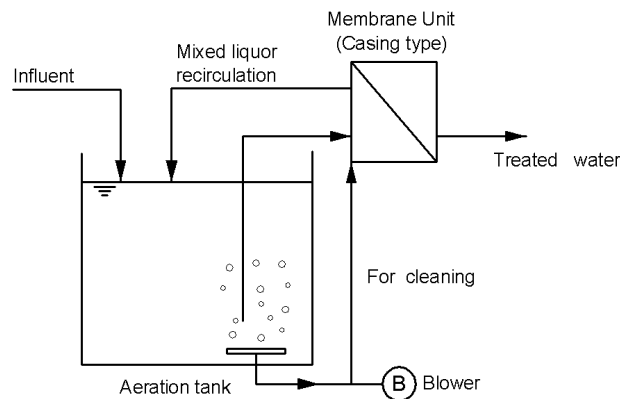 Membrane Unit
(Casing type)
Mixed liquor
recirculation
Influent
Treated water
For cleaning
Aeration tank
B
Blower